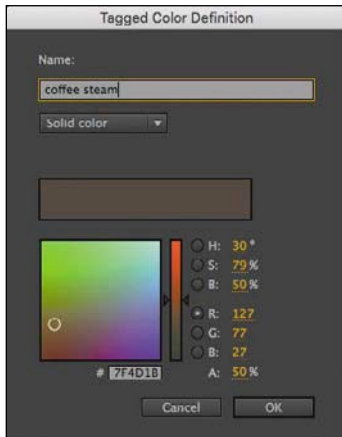 Tagged Color Definition
Name:
coffee steam
Solid color
H: 30 °
S: 79 %
B: 50 %
R: 127
G: 77
B: 27
# 7F4D1B
A: 50 %
Cancel OK